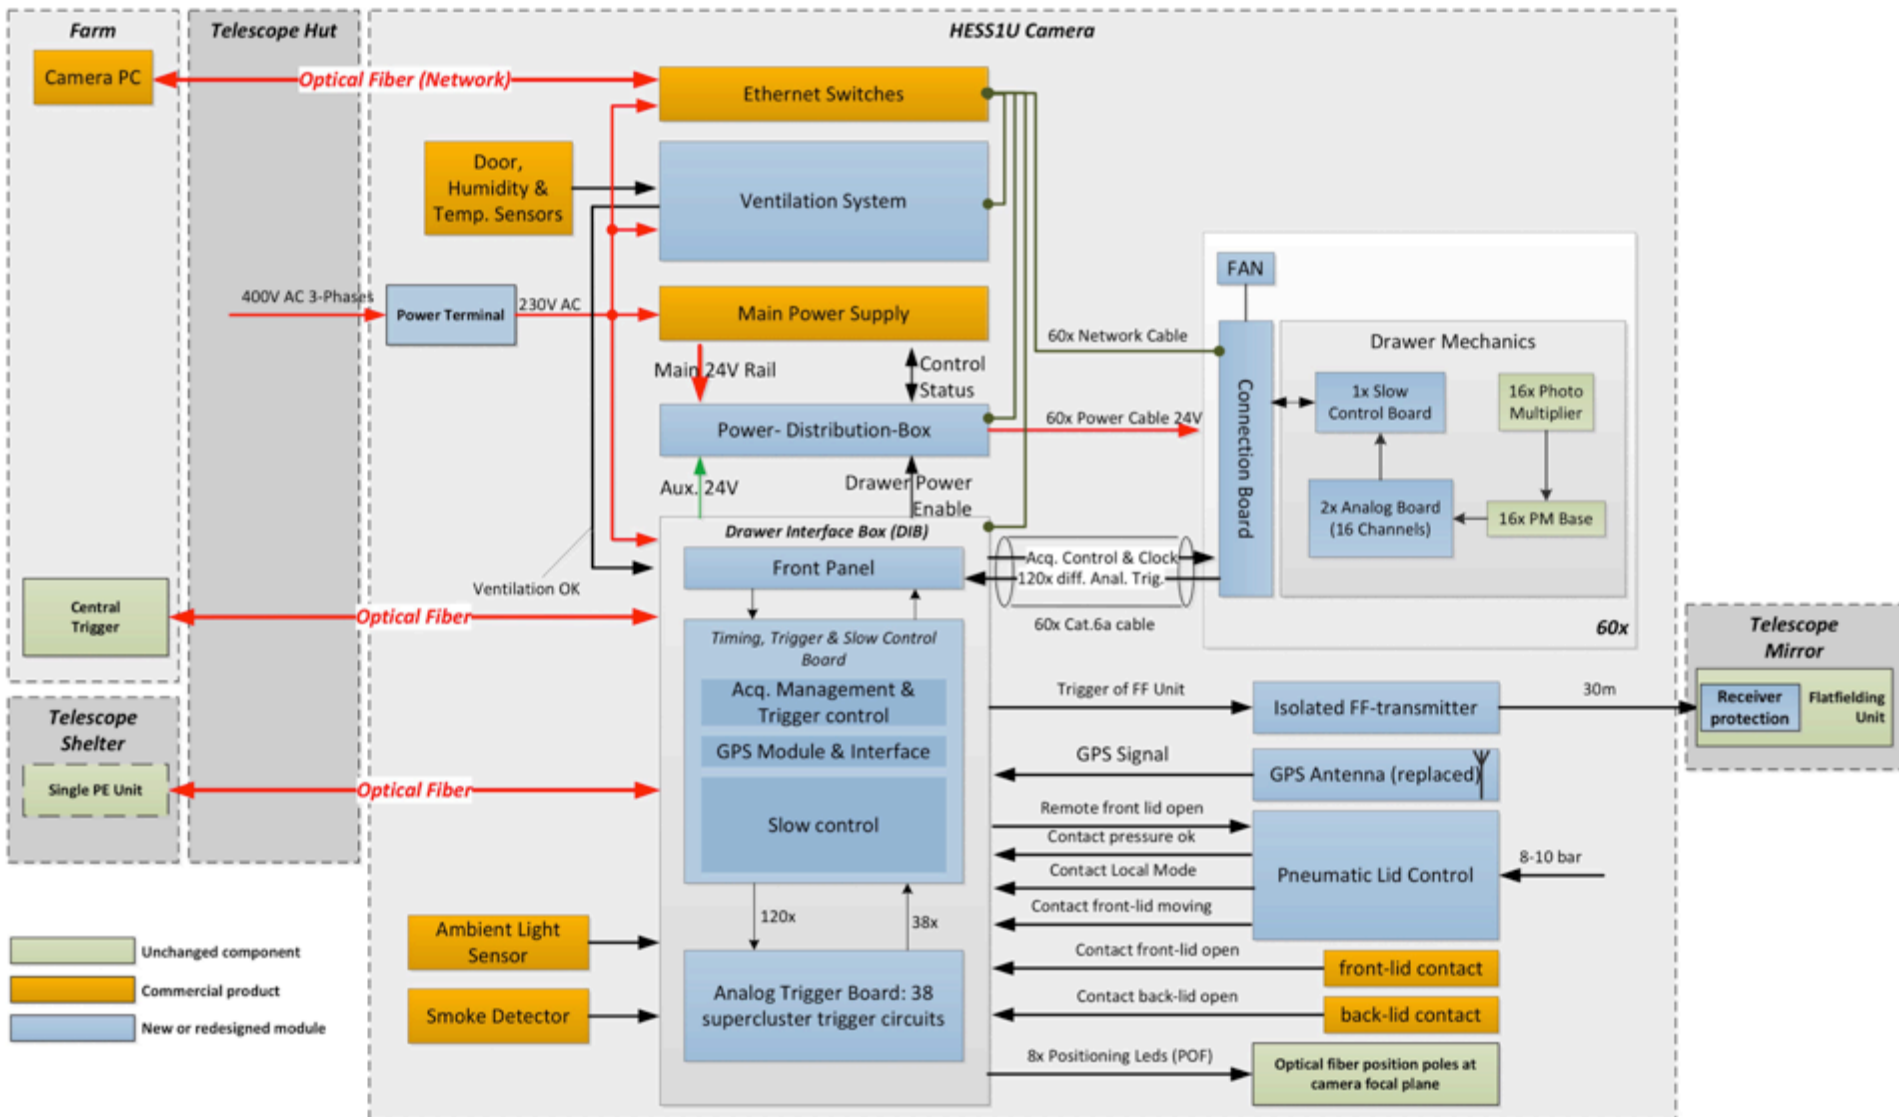 Farm
Telescope Hut
HESS1U Camera
Camera PC
Optical Fiber (Network)
Ethernet Switches
Door,
Humidity &
Temp. Sensors
Ventilation System
FAN
400V AC 3-Phases
Power Terminal
230V AC
Main Power Supply
60x Network Cable
Drawer Mechanics
Main 24V Rail
Control
Status
Connection Board
1x Slow
Control Board
16x Photo
Multiplier
Power- Distribution-Box
60x Power Cable 24V
Aux. 24V
Drawer Power
Enable
2x Analog Board
(16 Channels)
16x PM Base
Drawer Interface Box (DIB)
Front Panel
Acq. Control & Clock
120x diff. Anal. Trig.
Ventilation OK
60x Cat.6a cable
60x
Central
Trigger
Optical Fiber
Timing, Trigger & Slow Control
Board
Acq. Management &
Trigger control
GPS Module & Interface
Slow control
Telescope
Mirror
Trigger of FF Unit
Isolated FF-transmitter
30m
Receiver
protection
Flatfielding
Unit
Telescope
Shelter
Single PE Unit
Optical Fiber
GPS Signal
GPS Antenna (replaced)
Remote front lid open
Contact pressure ok
Contact Local Mode
Contact front-lid moving
Pneumatic Lid Control
8-10 bar
120x
38x
Ambient Light
Sensor
Smoke Detector
Analog Trigger Board: 38
supercluster trigger circuits
Contact front-lid open
front-lid contact
Contact back-lid open
back-lid contact
8x Positioning Leds (POF)
Optical fiber position poles at
camera focal plane
Unchanged component
Commercial product
New or redesigned module